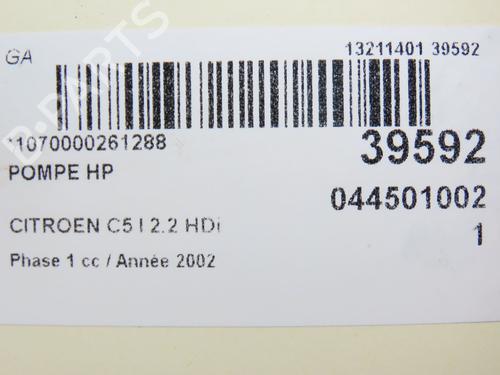 GA
13211401 39592
*1070000261288
39592
POMPE HP
044501002
1
CITROEN C5 I 2.2 HDi
Phase 1 cc / Année 2002
B-PARTS